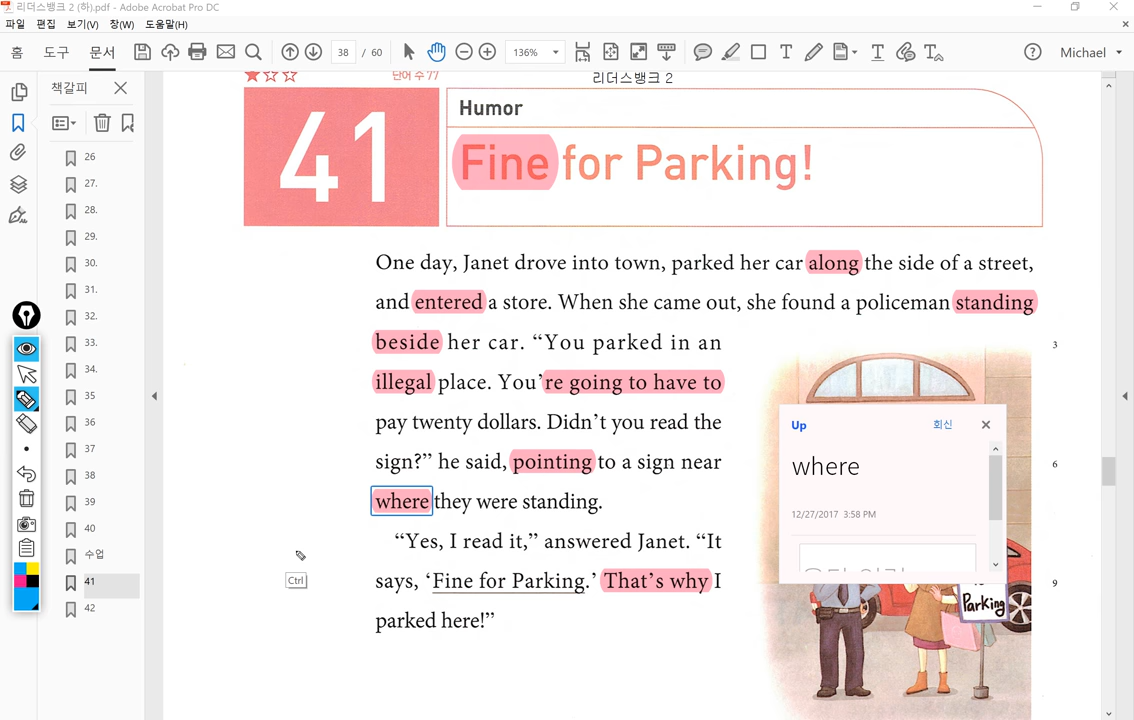 리더스뱅크 2 (하).pdf - Adobe Acrobat Pro DC
파일 편집 보기(V) 창(W) 도움말(H)
홈 도구 문서 38 / 60 136% Michael
책갈피
26
27.
28.
29.
30.
31.
32.
33.
34.
35
36
37
38
39
40
수업
41
42
단어 수 77
리더스뱅크 2
41
Humor
Fine for Parking!
One day, Janet drove into town, parked her car along the side of a street,
and entered a store. When she came out, she found a policeman standing
beside her car. “You parked in an
3
illegal place. You’re going to have to
pay twenty dollars. Didn’t you read the
sign?” he said, pointing to a sign near
6
where they were standing.
“Yes, I read it,” answered Janet. “It
says, ‘Fine for Parking.’ That’s why I
9
parked here!”
Up 회신
where
12/27/2017 3:58 PM
Parking
Ctrl